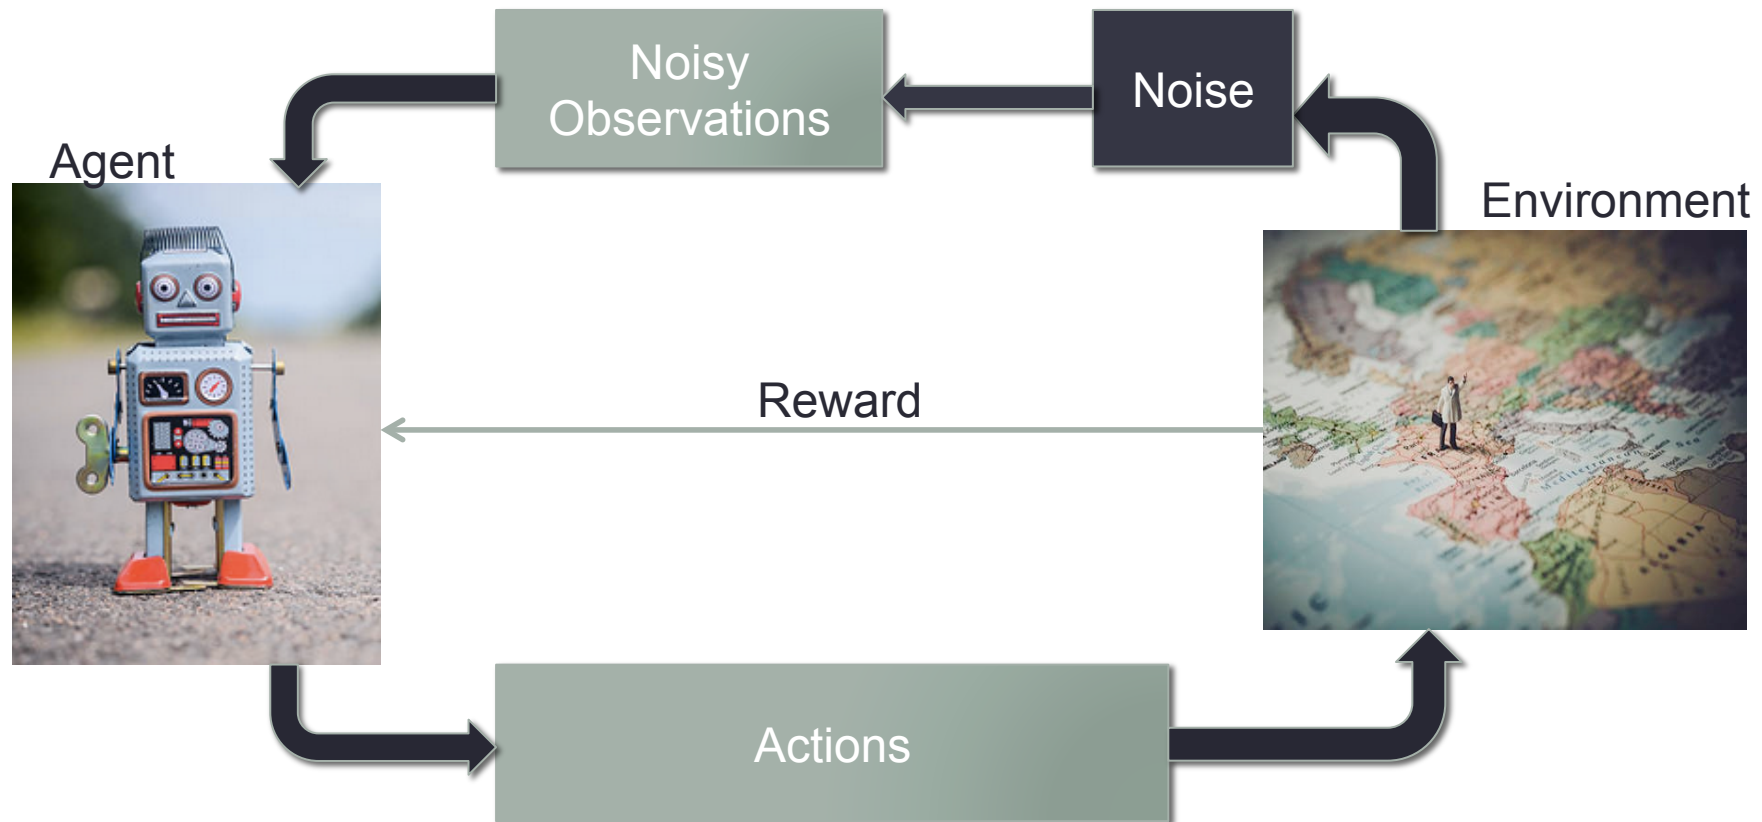 Noisy
Observations
Noise
Agent
Environment
Reward
Actions